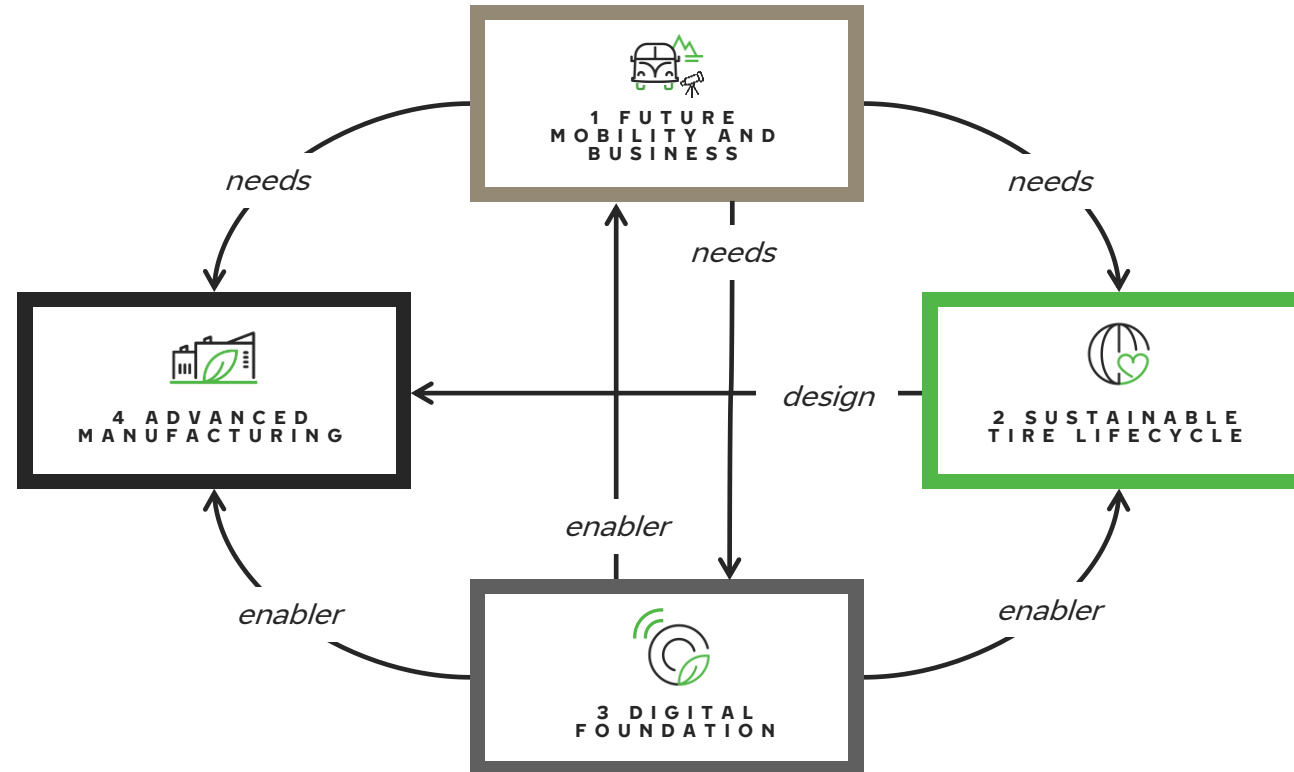 1 FUTURE
MOBILITY AND
BUSINESS
needs
needs
needs
4 ADVANCED
MANUFACTURING
design
2 SUSTAINABLE
TIRE LIFECYCLE
enabler
enabler
enabler
3 DIGITAL
FOUNDATION